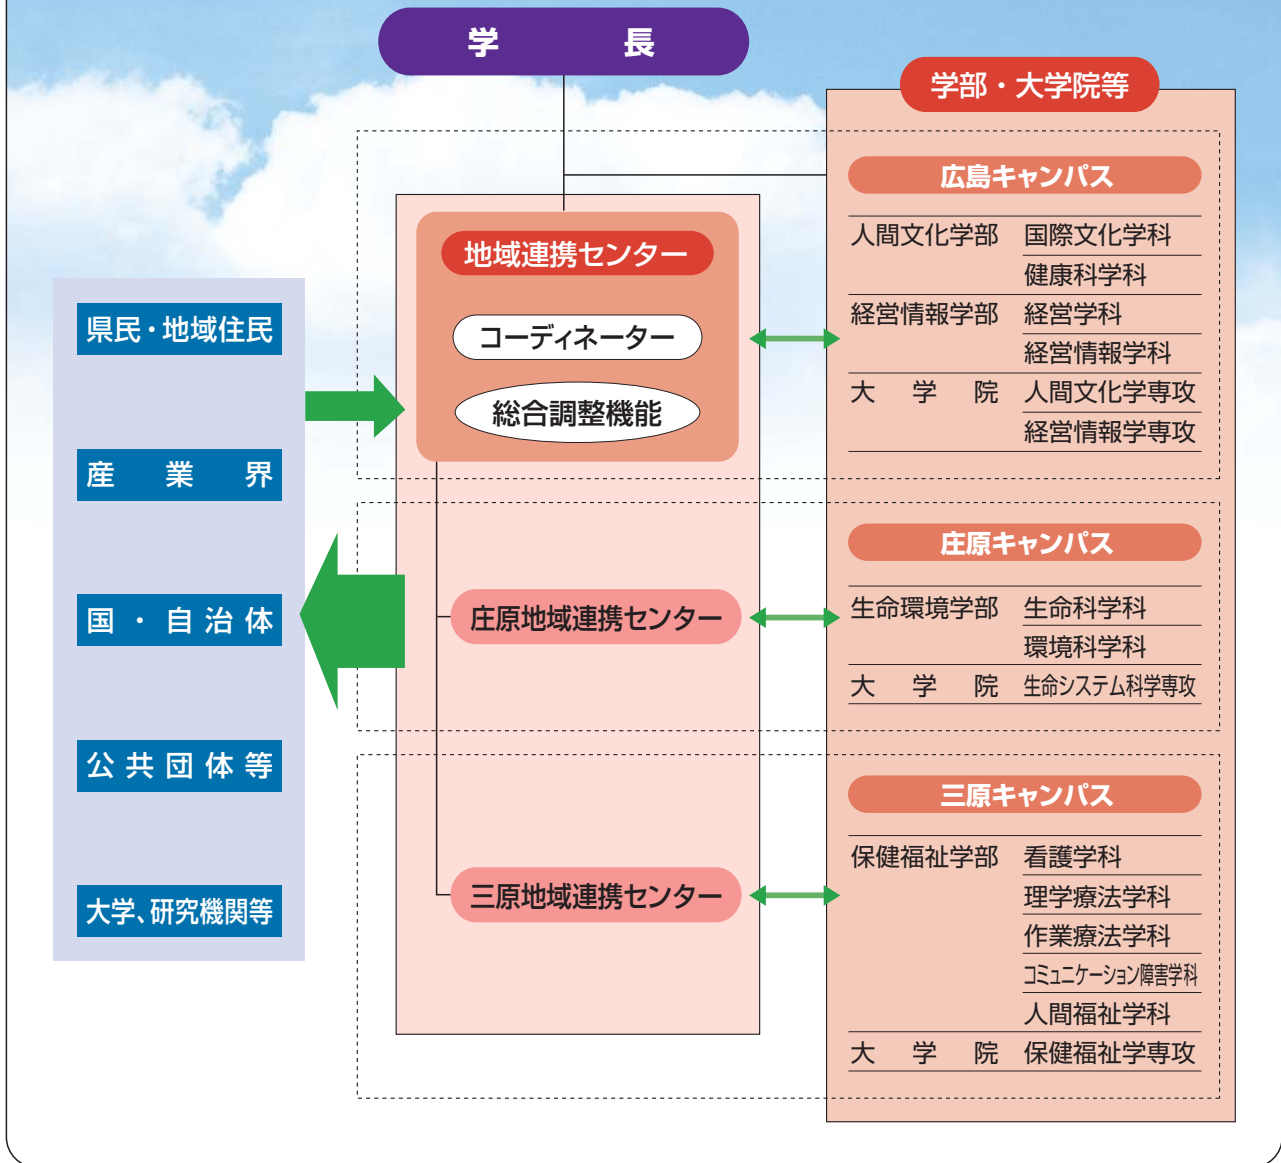 学長
学部・大学院等
県民・地域住民
産業界
国・自治体
公共団体等
大学、研究機関等
地域連携センター
コーディネーター
総合調整機能
庄原地域連携センター
三原地域連携センター
広島キャンパス
人間文化学部 国際文化学科
健康科学科
経営情報学部 経営学科
経営情報学科
大学院 人間文化学専攻
経営情報学専攻
庄原キャンパス
生命環境学部 生命科学科
環境科学科
大学院 生命システム科学専攻
三原キャンパス
保健福祉学部 看護学科
理学療法学科
作業療法学科
コミュニケーション障害学科
人間福祉学科
大学院 保健福祉学専攻